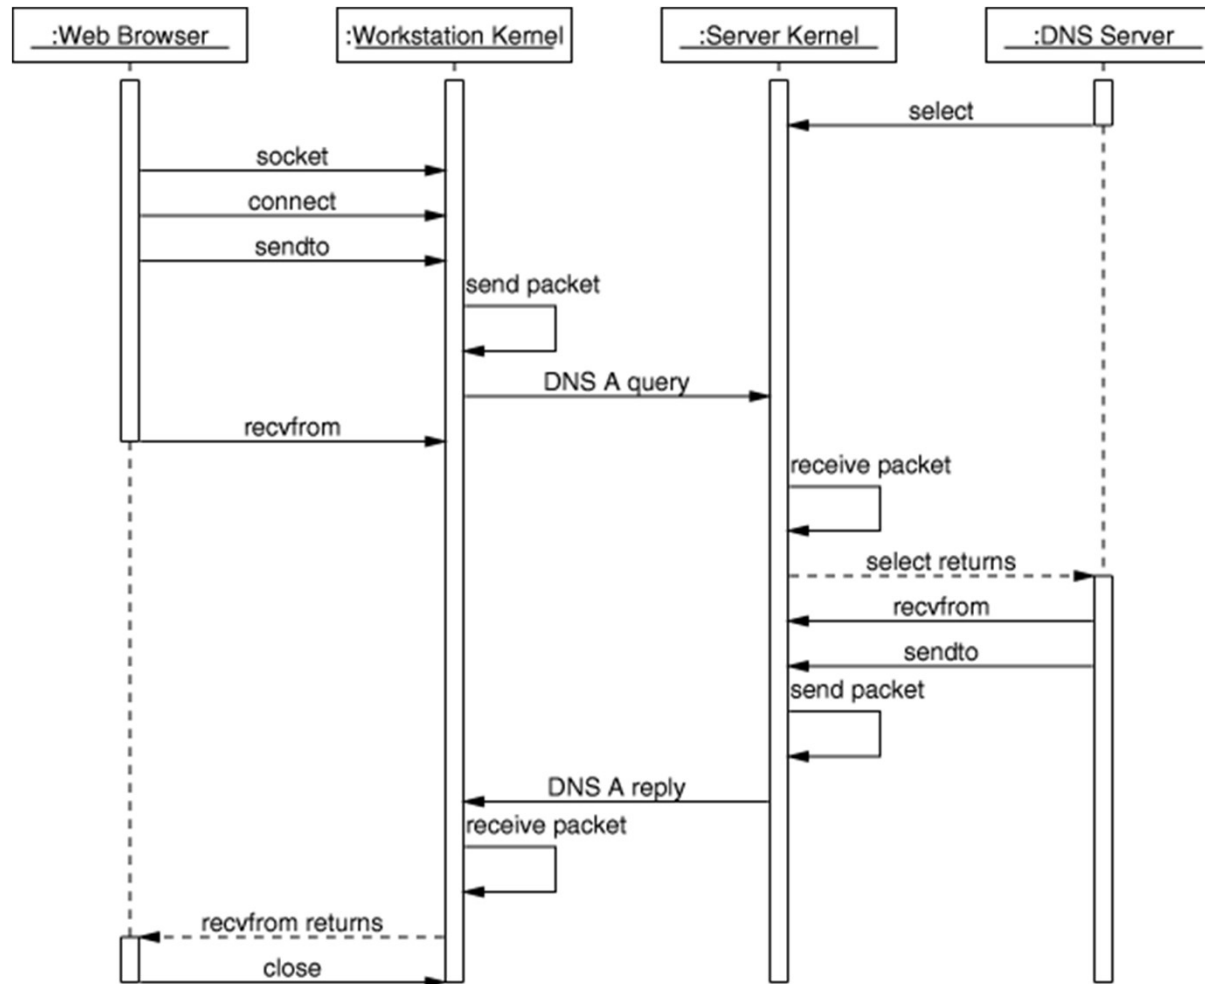 :Web Browser
:Workstation Kernel
:Server Kernel
:DNS Server
select
socket
connect
sendto
send packet
DNS A query
recvfrom
receive packet
select returns
recvfrom
sendto
send packet
DNS A reply
receive packet
recvfrom returns
close